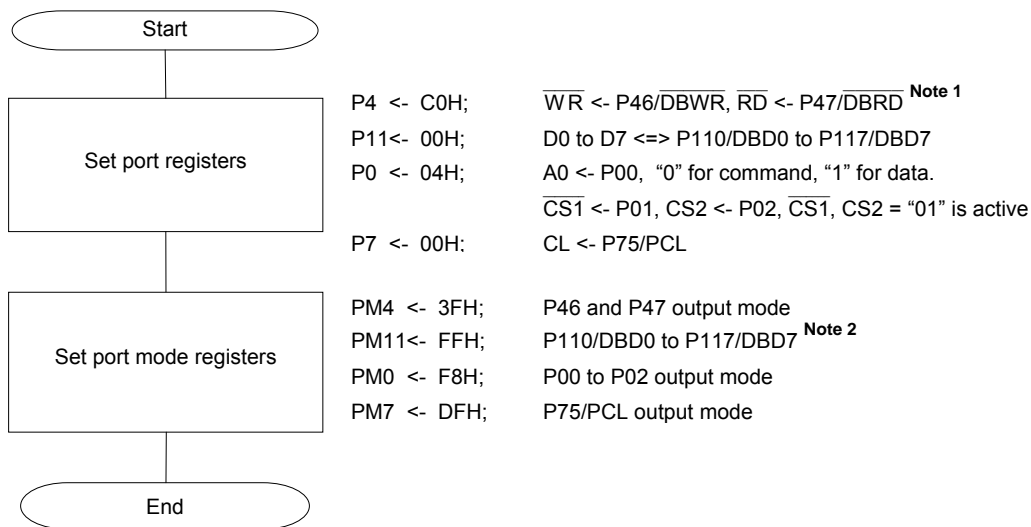 Start
Set port registers
P4 <- C0H; W R <- P46/DBWR, RD <- P47/DBRD Note 1
P11<- 00H; D0 to D7 <=> P110/DBD0 to P117/DBD7
P0 <- 04H; A0 <- P00, “0” for command, “1” for data.
CS1 <- P01, CS2 <- P02, CS1, CS2 = “01” is active
P7 <- 00H; CL <- P75/PCL
Set port mode registers
PM4 <- 3FH; P46 and P47 output mode
PM11<- FFH; P110/DBD0 to P117/DBD7 Note 2
PM0 <- F8H; P00 to P02 output mode
PM7 <- DFH; P75/PCL output mode
End